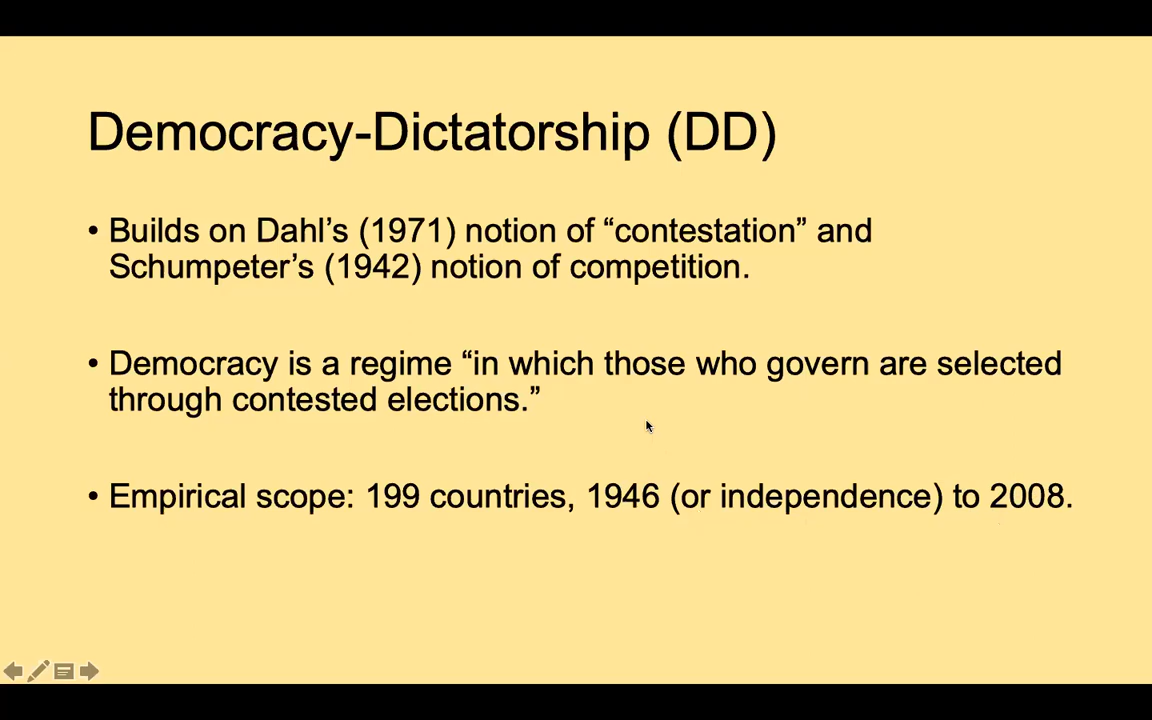 Democracy-Dictatorship (DD)
• Builds on Dahl’s (1971) notion of “contestation” and
Schumpeter’s (1942) notion of competition.
• Democracy is a regime “in which those who govern are selected
through contested elections.”
• Empirical scope: 199 countries, 1946 (or independence) to 2008.